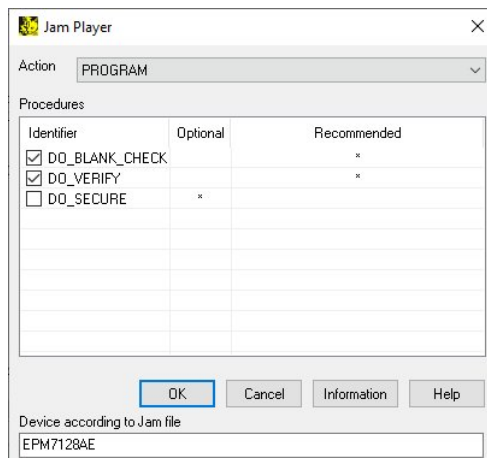 Jam Player
Action PROGRAM
Procedures
Identifier Optional Recommended
DO_BLANK_CHECK *
DO_VERIFY *
DO_SECURE *
OK Cancel Information Help
Device according to Jam file
EPM7128AE